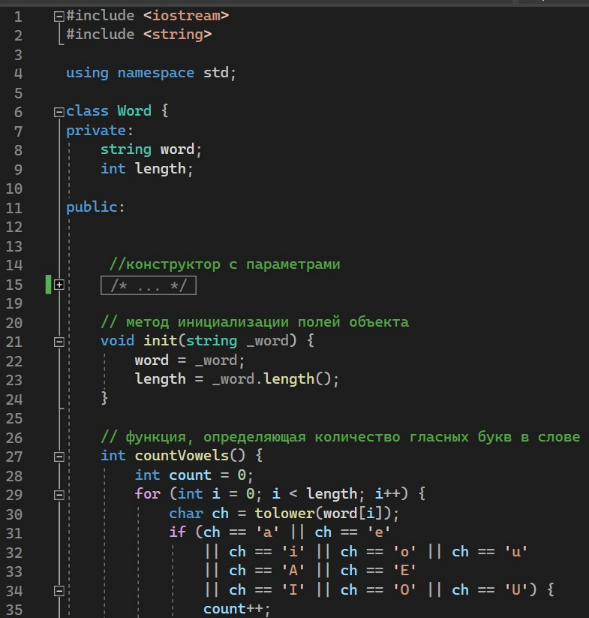 1 #include <iostream>
2 #include <string>
3
4 using namespace std;
5
6 class Word {
7 private:
8 string word;
9 int length;
10
11 public:
12
13
14 //конструктор с параметрами
15 /* ... */
19
20 // метод инициализации полей объекта
21 void init(string _word) {
22 word = _word;
23 length = _word.length();
24 }
25
26 // функция, определяющая количество гласных букв в слове
27 int countVowels() {
28 int count = 0;
29 for (int i = 0; i < length; i++) {
30 char ch = tolower(word[i]);
31 if (ch == 'a' || ch == 'e'
32 || ch == 'i' || ch == 'o' || ch == 'u'
33 || ch == 'A' || ch == 'E'
34 || ch == 'I' || ch == 'O' || ch == 'U') {
35 count++;